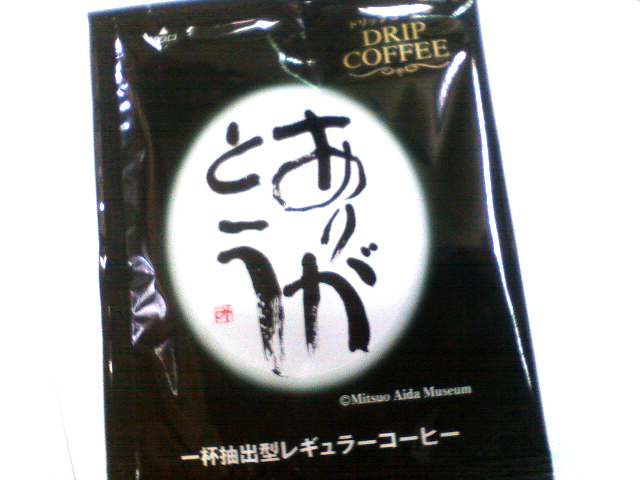 ドリップコーヒー
DRIP
COFFEE
ありが
とう
©Mitsuo Aida Museum
一杯抽出型レギュラーコーヒー